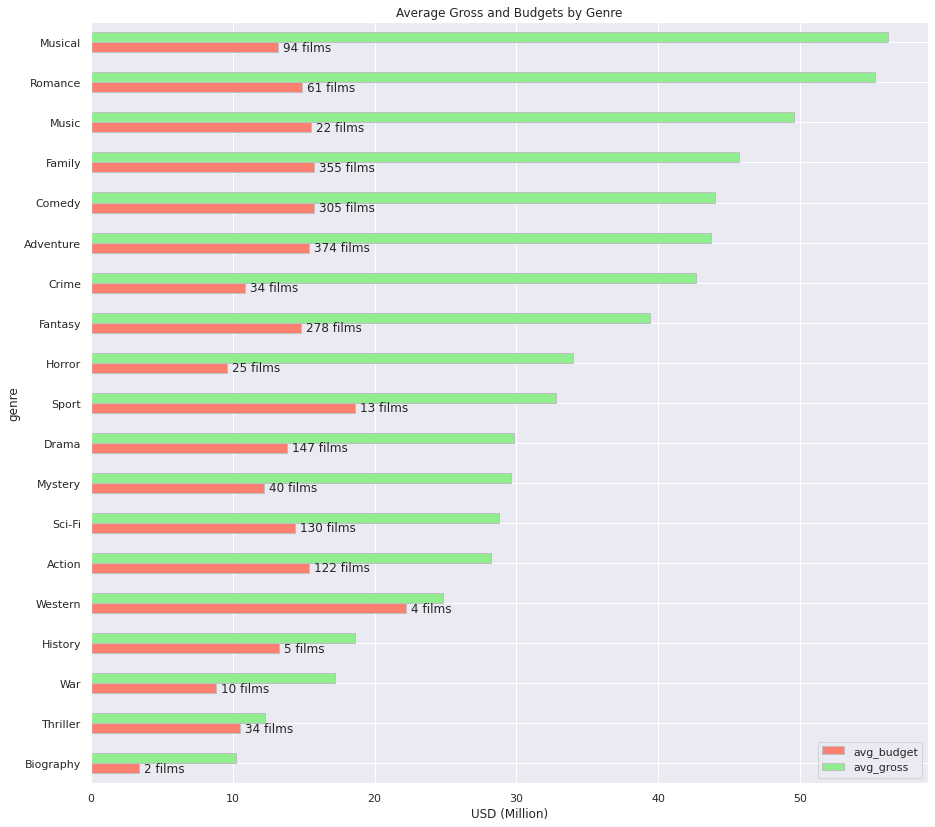 Average Gross and Budgets by Genre
Musical
94 films
Romance
61 films
Music
22 films
Family
355 films
Comedy
305 films
Adventure
374 films
Crime
34 films
Fantasy
278 films
Horror
25 films
genre
Sport
13 films
Drama
147 films
Mystery
40 films
Sci-Fi
130 films
Action
122 films
Western
4 films
History
5 films
War
10 films
Thriller
34 films
Biography
2 films
avg_budget
avg_gross
0 10 20 30 40 50
USD (Million)